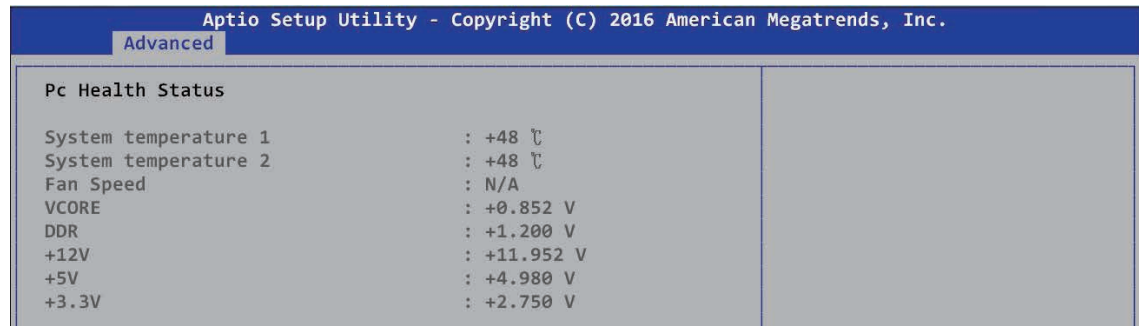 Aptio Setup Utility - Copyright (C) 2016 American Megatrends, Inc.
Advanced
Pc Health Status
System temperature 1 : +48 ℃
System temperature 2 : +48 ℃
Fan Speed : N/A
VCORE : +0.852 V
DDR : +1.200 V
+12V : +11.952 V
+5V : +4.980 V
+3.3V : +2.750 V